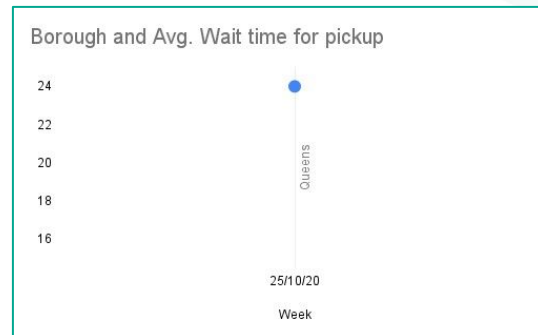 Borough and Avg. Wait time for pickup
24
22
20
18
16
Queens
25/10/20
Week